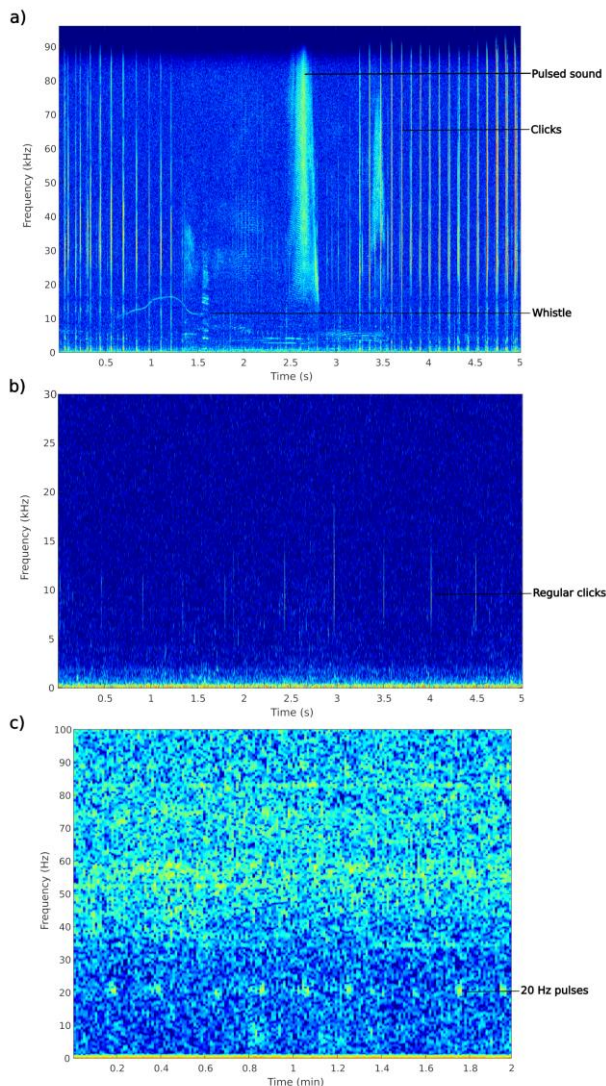 a)
90
80
70
60
50
40
30
20
10
0
Frequency (kHz)
0.5 1 1.5 2 2.5 3 3.5 4 4.5 5
Time (s)
Pulsed sound
Clicks
Whistle
b)
30
25
20
15
10
5
0
Frequency (kHz)
0.5 1 1.5 2 2.5 3 3.5 4 4.5 5
Time (s)
Regular clicks
c)
100
90
80
70
60
50
40
30
20
10
0
Frequency (Hz)
0.2 0.4 0.6 0.8 1 1.2 1.4 1.6 1.8 2
Time (min)
20 Hz pulses